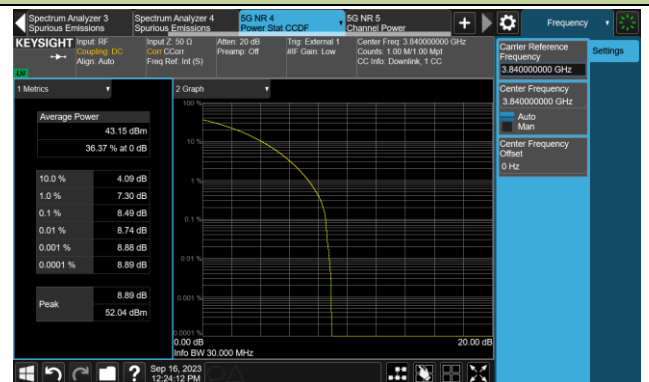 Spectrum Analyzer 3
Spurious Emissions
Spectrum Analyzer 4
Spurious Emissions
5G NR 4
Power Stat CCDF
5G NR 5
Channel Power
+
Frequency
KEYSIGHT
Input: RF
Coupling: DC
Align: Auto
Input Z: 50 Ω
Corr CCorr
Freq Ref: Int (S)
Atten: 20 dB
Preamp: Off
Trig: External 1
#IF Gain: Low
Center Freq: 3.840000000 GHz
Counts: 1.00 M/1.00 Mpt
CC Info: Downlink, 1 CC
LXI
1 Metrics
Average Power
43.15 dBm
36.37 % at 0 dB
10.0 % 4.09 dB
1.0 % 7.30 dB
0.1 % 8.49 dB
0.01 % 8.74 dB
0.001 % 8.88 dB
0.0001 % 8.89 dB
Peak
8.89 dB
52.04 dBm
2 Graph
100 %
10 %
1 %
0.1 %
0.01 %
0.001 %
0.0001 %
0.00 dB
20.00 dB
Info BW 30.000 MHz
Carrier Reference
Frequency
3.840000000 GHz
Center Frequency
3.840000000 GHz
Auto
Man
Center Frequency
Offset
0 Hz
Settings
?
Sep 16, 2023
12:24:12 PM